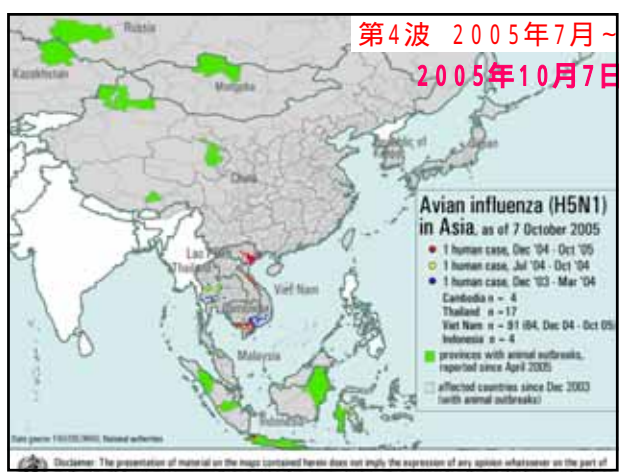 第4波 2005年7月~
2005年10月7日
Russia
Kazakhstan
Mongolia
Republic of
Japan
China
Avian influenza (H5N1)
in Asia, as of 7 October 2005
1 human case, Dec '04 - Oct '05
1 human case, Jul '04 - Oct '04
1 human case, Dec '03 - Mar '04
Cambodia n = 4
Thailand n = 17
Viet Nam n = 91 (64, Dec 04 - Oct 05)
Indonesia n = 4
provinces with animal outbreaks,
reported since April 2005
affected countries since Dec 2003
(with animal outbreaks)
Lao
Thailand
Viet Nam
Cambodia
Malaysia
Indonesia
Data source: National authorities
Disclaimer: The presentation of material on the maps contained herein does not imply the expression of any opinion whatsoever on the part of